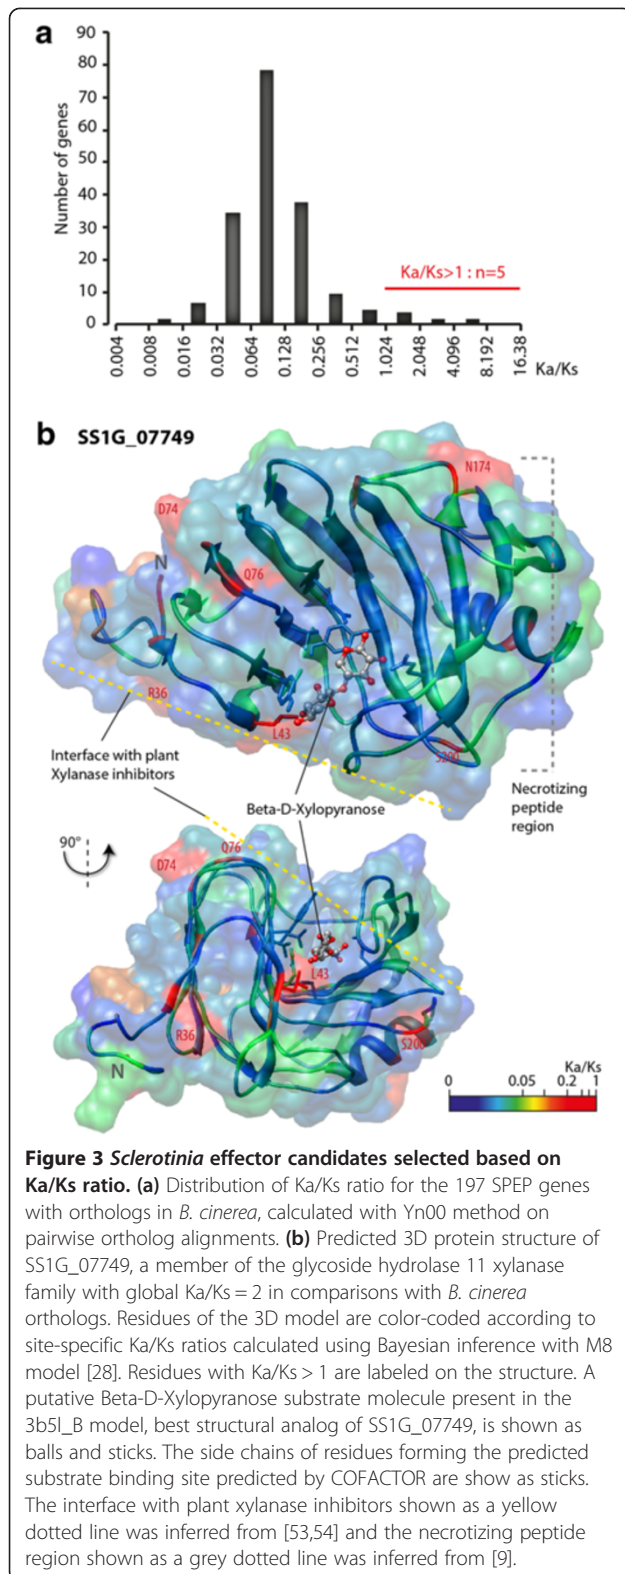 a
90
80
70
60
50
40
30
20
10
0
Number of genes
Ka/Ks>1 : n=5
0.004
0.008
0.016
0.032
0.064
0.128
0.256
0.512
1.024
2.048
4.096
8.192
16.38
Ka/Ks
b SS1G_07749
N174
D74
N
Q76
R36
L43
S200
Interface with plant
Xylanase inhibitors
Beta-D-Xylopyranose
Necrotizing
peptide
region
90°
Q76
D74
L43
R36
S200
N
Ka/Ks
0 0.05 0.2 1
Figure 3 Sclerotinia effector candidates selected based on
Ka/Ks ratio. (a) Distribution of Ka/Ks ratio for the 197 SPEP genes
with orthologs in B. cinerea, calculated with Yn00 method on
pairwise ortholog alignments. (b) Predicted 3D protein structure of
SS1G_07749, a member of the glycoside hydrolase 11 xylanase
family with global Ka/Ks = 2 in comparisons with B. cinerea
orthologs. Residues of the 3D model are color-coded according to
site-specific Ka/Ks ratios calculated using Bayesian inference with M8
model [28]. Residues with Ka/Ks > 1 are labeled on the structure. A
putative Beta-D-Xylopyranose substrate molecule present in the
3b5l_B model, best structural analog of SS1G_07749, is shown as
balls and sticks. The side chains of residues forming the predicted
substrate binding site predicted by COFACTOR are show as sticks.
The interface with plant xylanase inhibitors shown as a yellow
dotted line was inferred from [53,54] and the necrotizing peptide
region shown as a grey dotted line was inferred from [9].